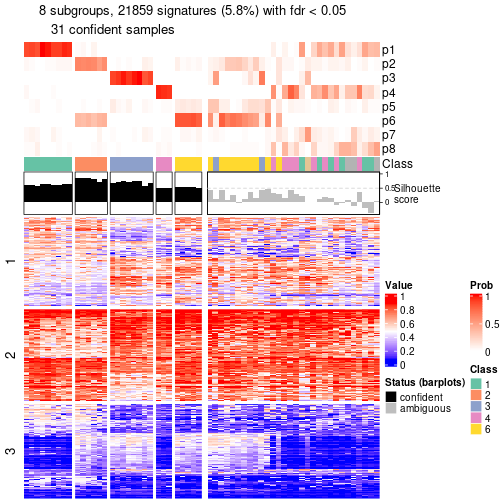 8 subgroups, 21859 signatures (5.8%) with fdr < 0.05
31 confident samples
p1
p2
p3
p4
p5
p6
p7
p8
Class
1
0.5
0
Silhouette
score
1
2
3
Value
1
0.8
0.6
0.4
0.2
0
Prob
1
0.5
0
Status (barplots)
confident
ambiguous
Class
1
2
3
4
6